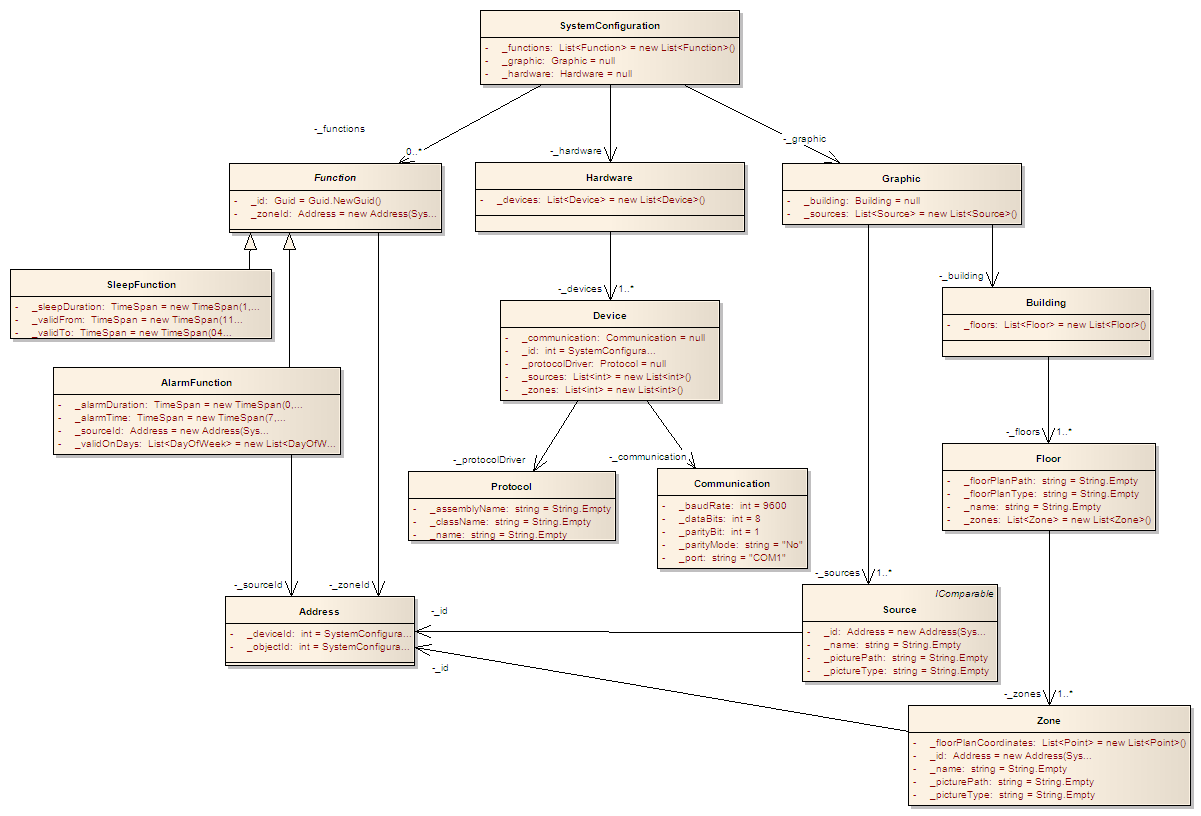 SystemConfiguration
- _functions: List<Function> = new List<Function>()
- _graphic: Graphic = null
- _hardware: Hardware = null
-_functions
0..*
-_hardware
-_graphic
Function
- _id: Guid = Guid.NewGuid()
- _zoneId: Address = new Address(Sys...
Hardware
- _devices: List<Device> = new List<Device>()
Graphic
- _building: Building = null
- _sources: List<Source> = new List<Source>()
SleepFunction
- _sleepDuration: TimeSpan = new TimeSpan(1,...
- _validFrom: TimeSpan = new TimeSpan(11...
- _validTo: TimeSpan = new TimeSpan(04...
-_devices
1..*
-_building
Device
- _communication: Communication = null
- _id: int = SystemConfigura...
- _protocolDriver: Protocol = null
- _sources: List<int> = new List<int>()
- _zones: List<int> = new List<int>()
Building
- _floors: List<Floor> = new List<Floor>()
AlarmFunction
- _alarmDuration: TimeSpan = new TimeSpan(0,...
- _alarmTime: TimeSpan = new TimeSpan(7,...
- _sourceId: Address = new Address(Sys...
- _validOnDays: List<DayOfWeek> = new List<DayOfW...
-_protocolDriver
-_communication
-_floors
1..*
Protocol
- _assemblyName: string = String.Empty
- _className: string = String.Empty
- _name: string = String.Empty
Communication
- _baudRate: int = 9600
- _dataBits: int = 8
- _parityBit: int = 1
- _parityMode: string = "No"
- _port: string = "COM1"
Floor
- _floorPlanPath: string = String.Empty
- _floorPlanType: string = String.Empty
- _name: string = String.Empty
- _zones: List<Zone> = new List<Zone>()
-_sourceId
-_zoneId
-_sources
1..*
Address
- _deviceId: int = SystemConfigura...
- _objectId: int = SystemConfigura...
-_id
-_id
IComparable
Source
- _id: Address = new Address(Sys...
- _name: string = String.Empty
- _picturePath: string = String.Empty
- _pictureType: string = String.Empty
-_zones
1..*
Zone
- _floorPlanCoordinates: List<Point> = new List<Point>()
- _id: Address = new Address(Sys...
- _name: string = String.Empty
- _picturePath: string = String.Empty
- _pictureType: string = String.Empty